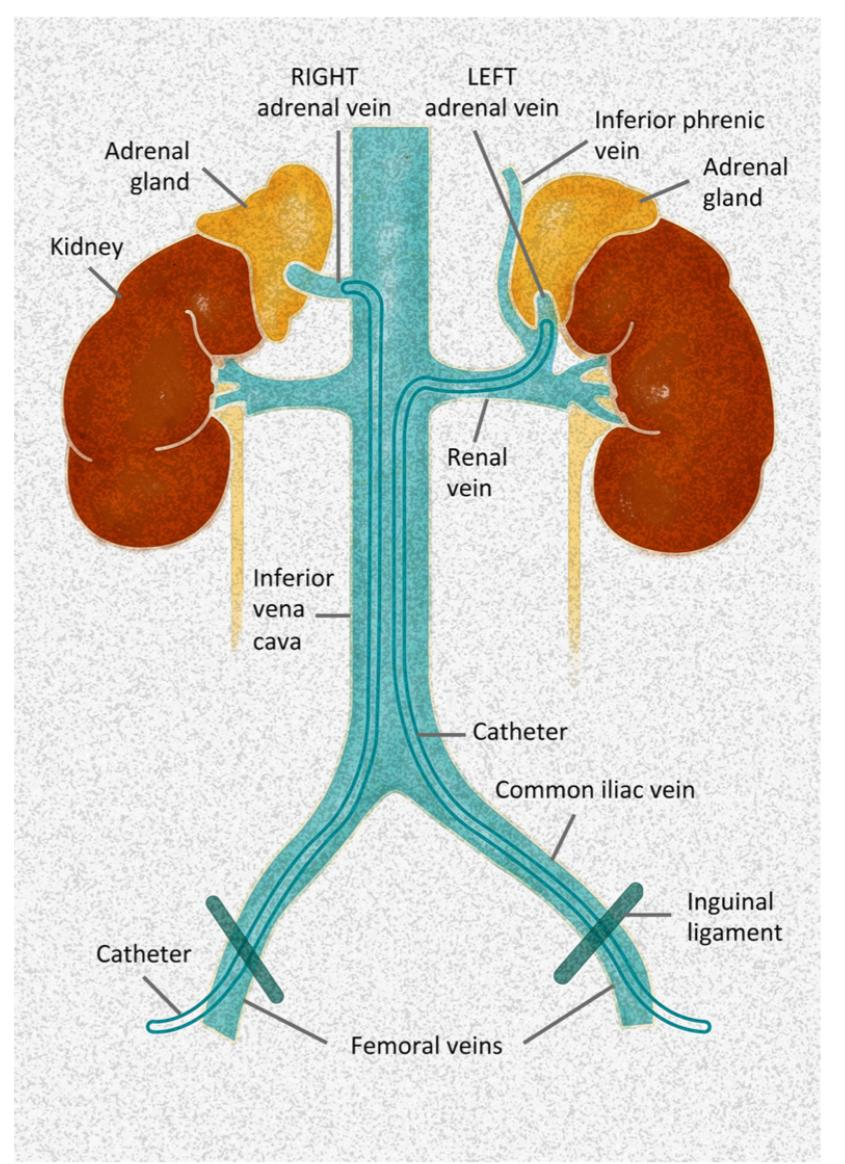 RIGHT
adrenal vein
LEFT
adrenal vein
Inferior phrenic
vein
Adrenal
gland
Adrenal
gland
Kidney
Renal
vein
Inferior
vena
cava
Catheter
Common iliac vein
Inguinal
ligament
Catheter
Femoral veins